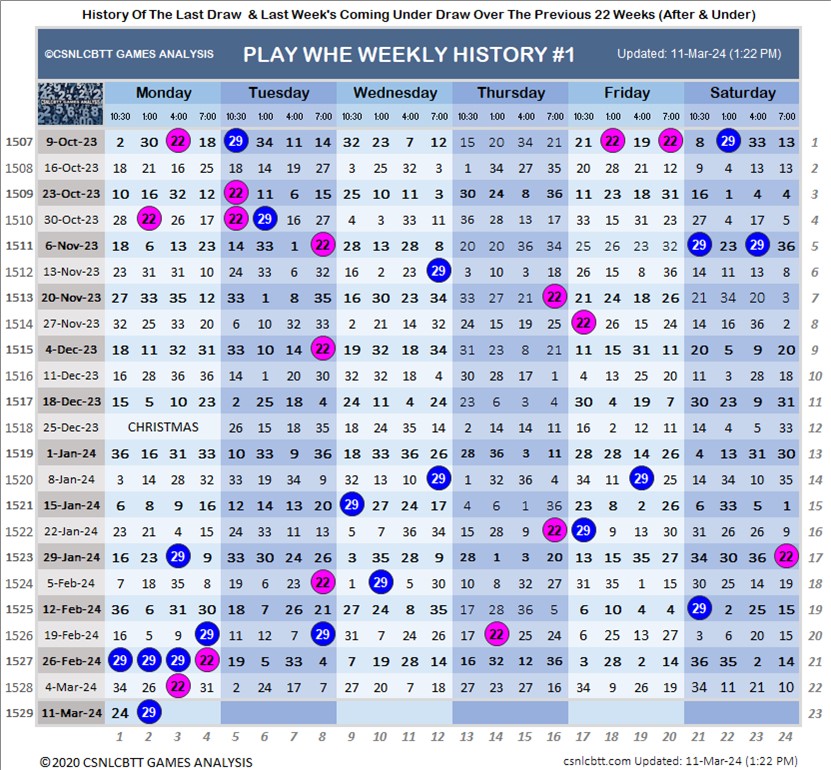 History Of The Last Draw & Last Week's Coming Under Draw Over The Previous 22 Weeks (After & Under)
©CSNLCBTT GAMES ANALYSIS PLAY WHE WEEKLY HISTORY #1 Updated: 11-Mar-24 (1:22 PM)
Monday Tuesday Wednesday Thursday Friday Saturday
10:30 1:00 4:00 7:00 10:30 1:00 4:00 7:00 10:30 1:00 4:00 7:00 10:30 1:00 4:00 7:00 10:30 1:00 4:00 7:00 10:30 1:00 4:00 7:00
1507 9-Oct-23 2 30 22 18 29 34 11 14 32 23 7 12 15 20 34 21 21 22 19 22 8 22 33 13 1
1508 16-Oct-23 18 21 16 25 18 14 19 27 3 25 32 3 1 34 27 35 20 28 21 12 9 4 13 13 2
1509 23-Oct-23 10 16 32 12 22 11 6 15 25 10 11 3 30 24 8 36 11 23 18 12 16 1 4 4 3
1510 30-Oct-23 28 22 26 17 22 29 16 27 4 3 33 11 36 28 13 17 33 15 31 21 27 4 17 5 4
1511 6-Nov-23 18 6 13 23 14 33 1 22 28 13 28 8 20 20 36 34 25 26 23 32 29 23 29 36 5
1512 13-Nov-23 23 31 31 10 24 33 6 32 16 2 23 29 3 10 3 18 26 15 8 36 14 11 13 8 6
1513 20-Nov-23 27 33 35 12 33 1 8 35 16 30 23 34 33 27 21 22 21 24 18 26 21 34 20 3 7
1514 27-Nov-23 32 25 33 20 6 10 32 33 2 21 14 32 24 15 19 25 22 26 15 24 14 16 36 2 8
1515 4-Dec-23 18 11 32 31 33 10 14 22 19 32 18 34 31 23 8 21 11 15 31 11 20 5 20 9
1516 11-Dec-23 16 28 36 36 14 1 20 30 32 32 18 4 30 28 17 1 4 13 25 20 11 3 28 18 10
1517 18-Dec-23 15 5 10 23 2 25 18 4 24 11 4 24 23 6 3 4 30 4 19 7 30 23 9 31 11
1518 25-Dec-23 CHRISTMAS 26 15 18 35 18 24 35 14 2 14 14 11 16 2 12 11 14 4 5 33 12
1519 1-Jan-24 36 16 31 33 10 33 9 36 18 33 36 26 28 36 3 11 28 28 14 26 4 13 31 30 13
1520 8-Jan-24 3 14 28 32 33 19 34 9 32 13 10 29 1 32 36 4 34 11 29 25 14 34 10 35 14
1521 15-Jan-24 6 8 9 16 12 14 13 20 29 27 24 17 4 6 1 36 23 8 2 26 6 33 5 1 15
1522 22-Jan-24 23 21 4 15 24 33 13 13 5 7 36 34 15 28 9 22 29 9 13 30 31 6 26 9 16
1523 29-Jan-24 16 23 29 9 33 30 24 26 3 35 28 9 28 1 3 20 13 11 35 27 34 30 36 22 17
1524 5-Feb-24 7 18 35 8 19 6 23 22 1 29 5 30 10 8 32 27 31 35 1 15 30 25 14 19 18
1525 12-Feb-24 36 6 31 30 18 7 26 21 27 24 8 35 17 28 36 5 6 10 4 4 29 2 25 15 19
1526 19-Feb-24 16 5 9 29 11 12 7 29 31 7 24 26 17 22 25 24 6 25 13 27 3 6 20 15 20
1527 26-Feb-24 29 29 29 22 19 5 33 4 7 19 28 14 16 32 12 36 3 28 2 14 36 35 2 14 21
1528 4-Mar-24 34 26 22 31 2 24 17 7 27 20 7 18 27 23 27 16 34 9 26 19 34 11 21 10 22
1529 11-Mar-24 24 29 23
1 2 3 4 5 6 7 8 9 10 11 12 13 14 15 16 17 18 19 20 21 22 23 24
©2020 CSNLCBTT GAMES ANALYSIS csnlcbtt.com Updated: 11-Mar-24 (1:22 PM)